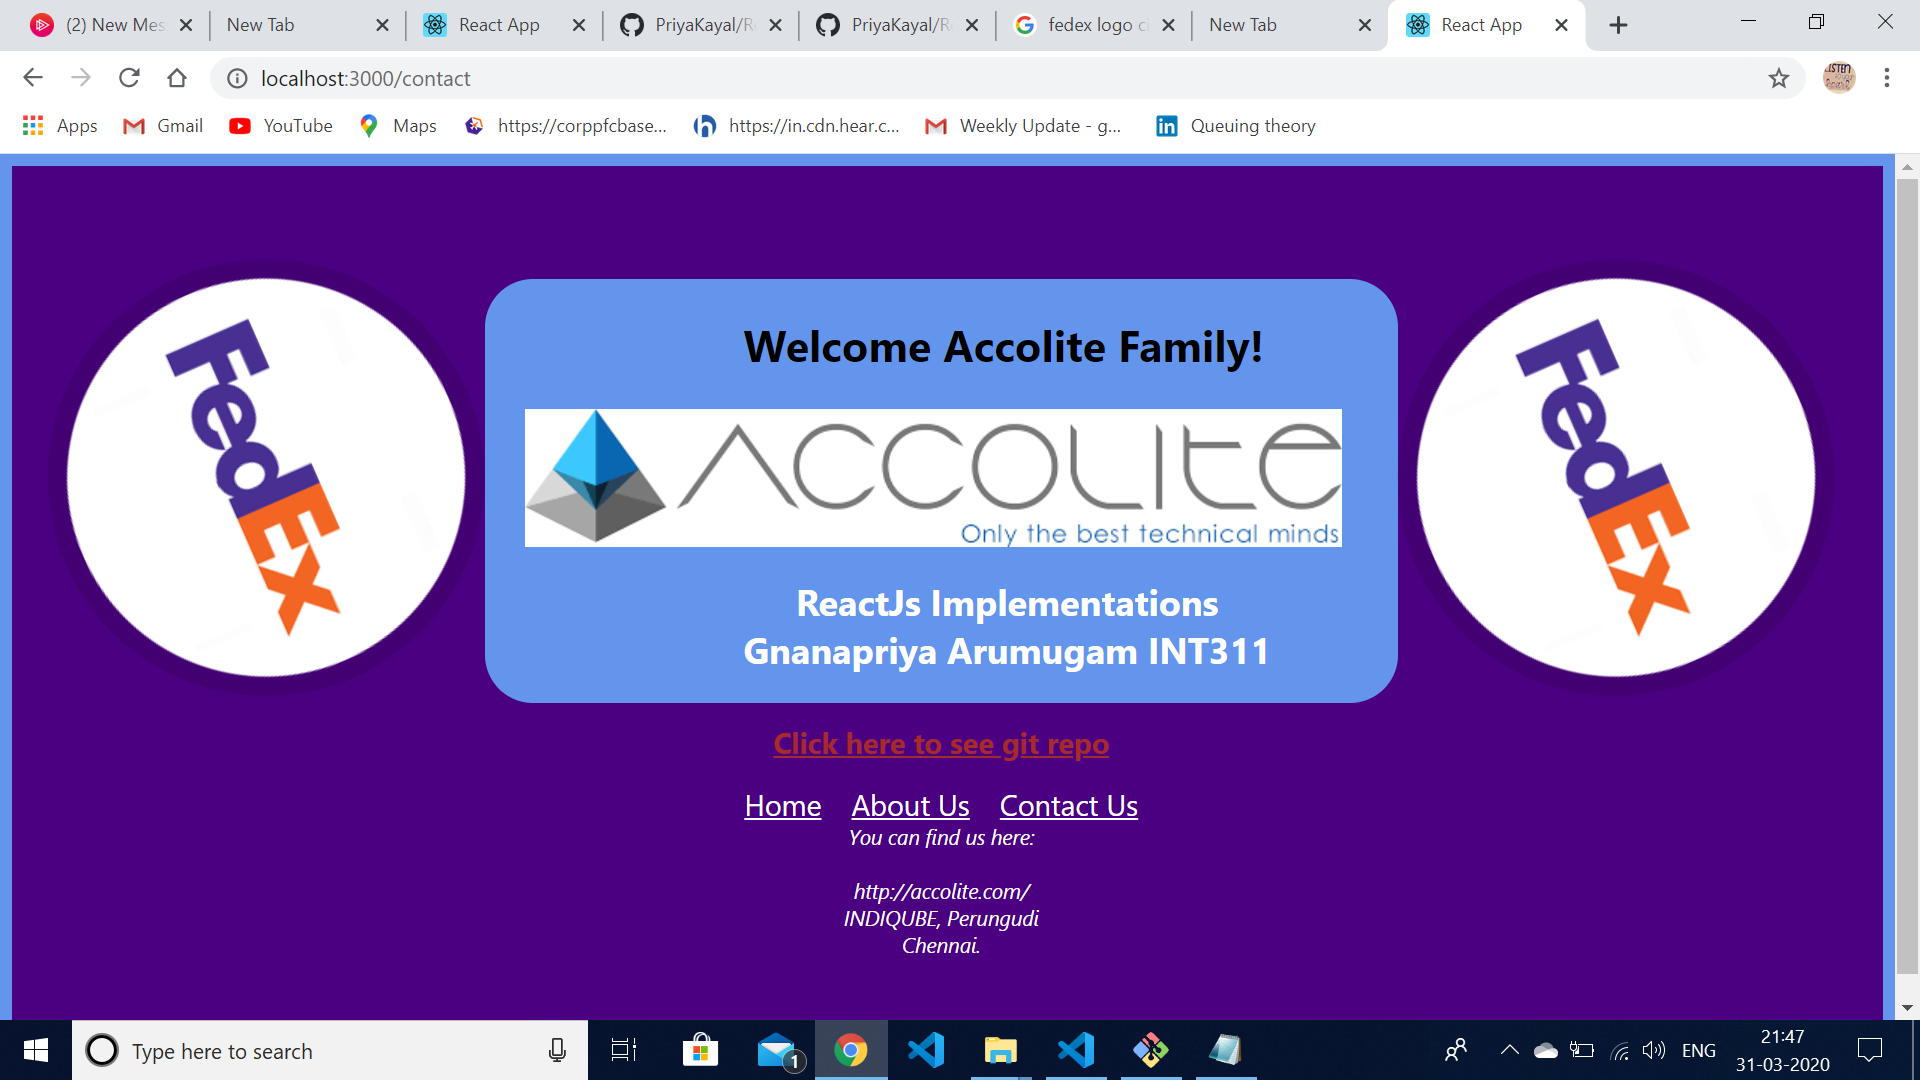 (2) New Mes
New Tab
React App
PriyaKayal/Re
PriyaKayal/Re
fedex logo ci
New Tab
React App
localhost:3000/contact
Apps
Gmail
YouTube
Maps
https://corppfcbase...
https://in.cdn.hear.c...
Weekly Update - g...
Queuing theory
FedEx
Welcome Accolite Family!
ACCOLITE
Only the best technical minds
ReactJs Implementations
Gnanapriya Arumugam INT311
FedEx
Click here to see git repo
Home About Us Contact Us
You can find us here:
http://accolite.com/
INDIQUBE, Perungudi
Chennai.
Type here to search
1
ENG
21:47
31-03-2020